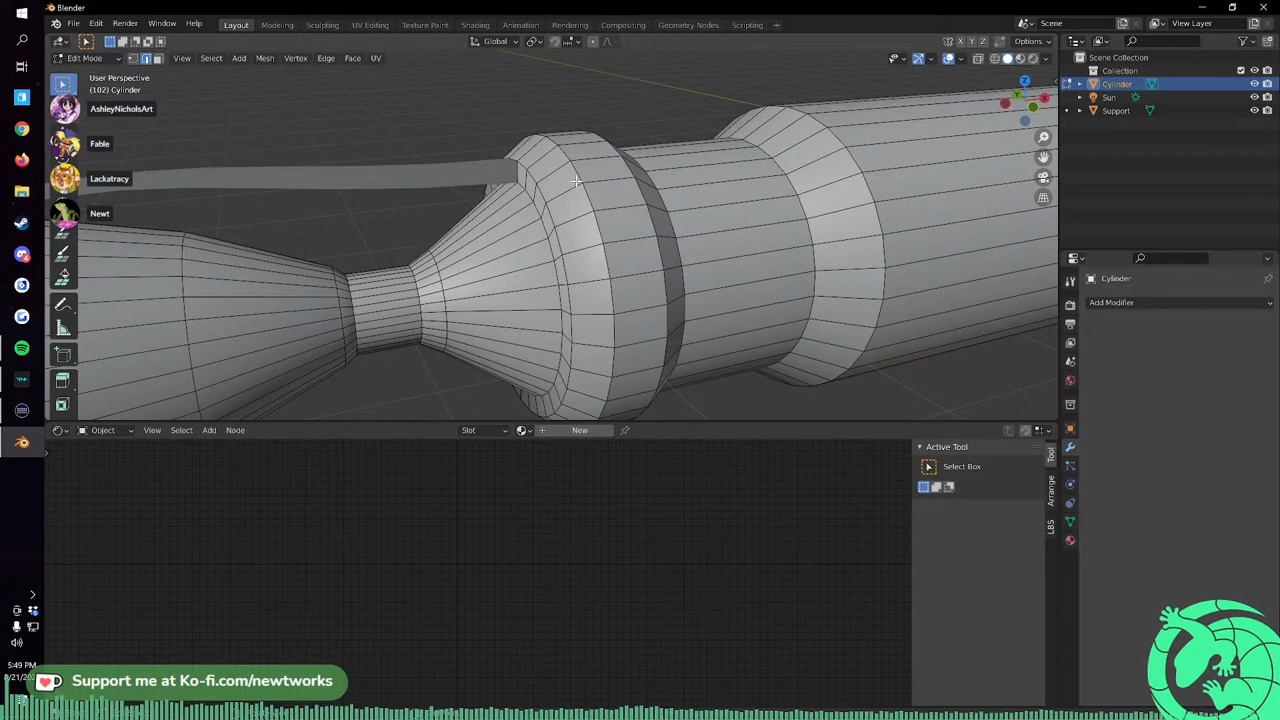 Blender
File Edit Render Window Help
Layout Modeling Sculpting UV Editing Texture Paint Shading Animation Rendering Compositing Geometry Nodes Scripting
Scene
View Layer
Global
Options
Edit Mode
View Select Add Mesh Vertex Edge Face UV
User Perspective
(102) Cylinder
AshleyNicholsArt
Fable
Lackatracy
Newt
X Y Z
Z
Y
X
Scene Collection
Collection
Cylinder
Sun
Support
Cylinder
Add Modifier
Object
View Select Add Node
Slot
New
Active Tool
Select Box
Tool
Arrange
LBS
5:49 PM
Support me at Ko-fi.com/newtworks